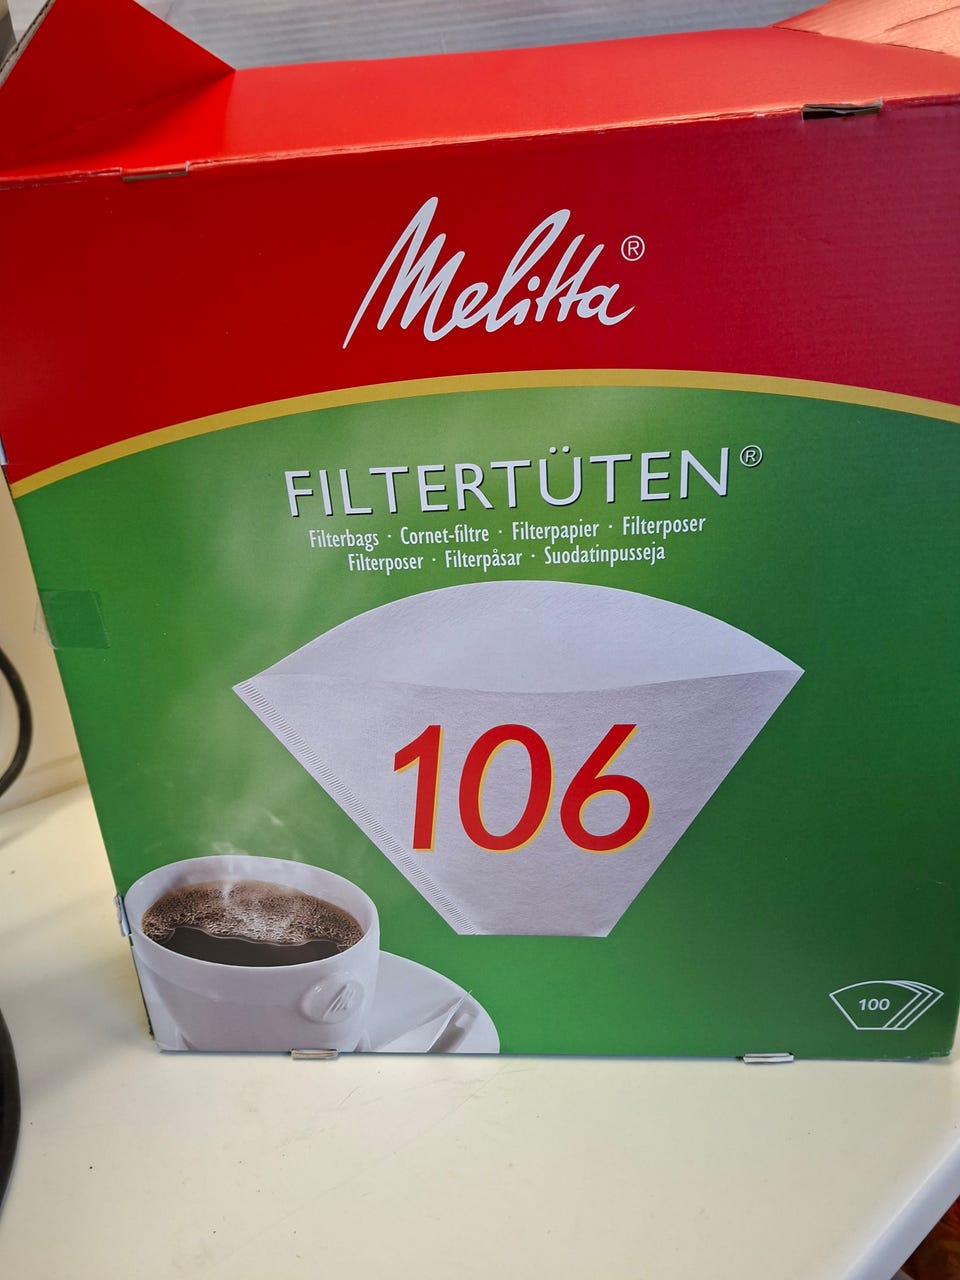 Melitta®
FILTERTÜTEN®
Filterbags · Cornet-filtre · Filterpapier · Filterposer
Filterposer · Filterpåsar · Suodatinpusseja
106
100